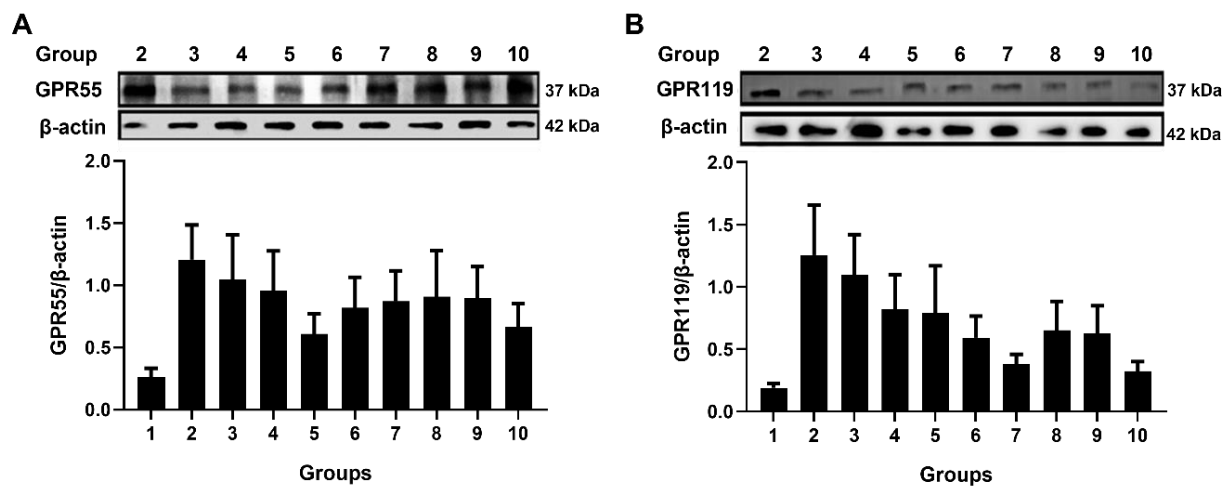 A
Group 2 3 4 5 6 7 8 9 10
GPR55 37 kDa
β-actin 42 kDa
2.0
1.5
1.0
0.5
0.0
GPR55/β-actin
1 2 3 4 5 6 7 8 9 10
Groups
B
Group 2 3 4 5 6 7 8 9 10
GPR119 37 kDa
β-actin 42 kDa
2.0
1.5
1.0
0.5
0.0
GPR119/β-actin
1 2 3 4 5 6 7 8 9 10
Groups